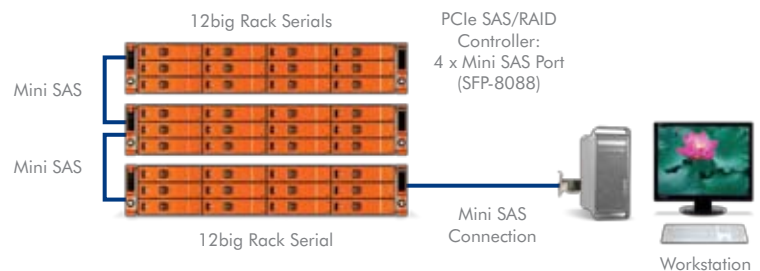 12big Rack Serials
PCIe SAS/RAID
Controller:
4 x Mini SAS Port
(SFP-8088)
Mini SAS
Mini SAS
Mini SAS
Connection
12big Rack Serial
Workstation